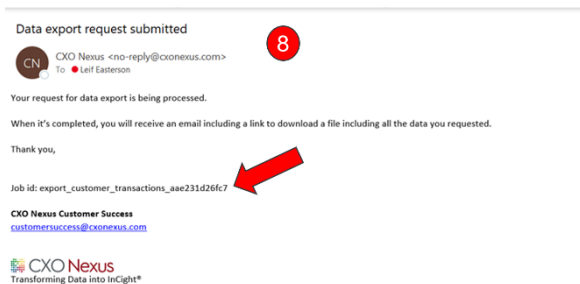 Data export request submitted
8
CN
CXO Nexus <no-reply@cxonexus.com>
To Leif Easterson
Your request for data export is being processed.
When it's completed, you will receive an email including a link to download a file including all the data you requested.
Thank you,
Job id: export_customer_transactions_aae231d26fc7
CXO Nexus Customer Success
customersuccess@cxonexus.com
CXO Nexus
Transforming Data into InCight®